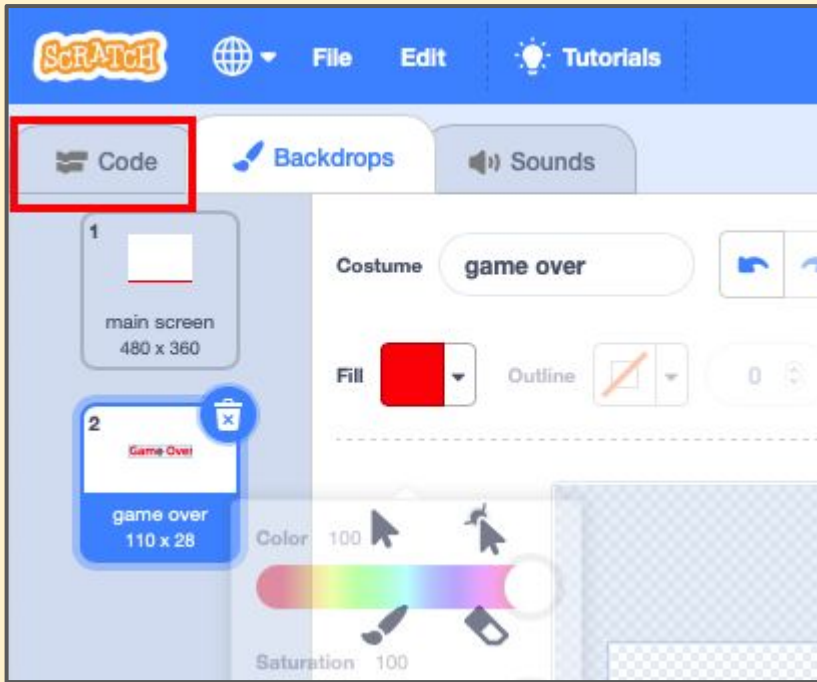 SCRATCH File Edit Tutorials
Code Backdrops Sounds
1
main screen
480 x 360
2
Game Over
game over
110 x 28
Costume game over
Fill Outline 0
Color 100
Saturation 100